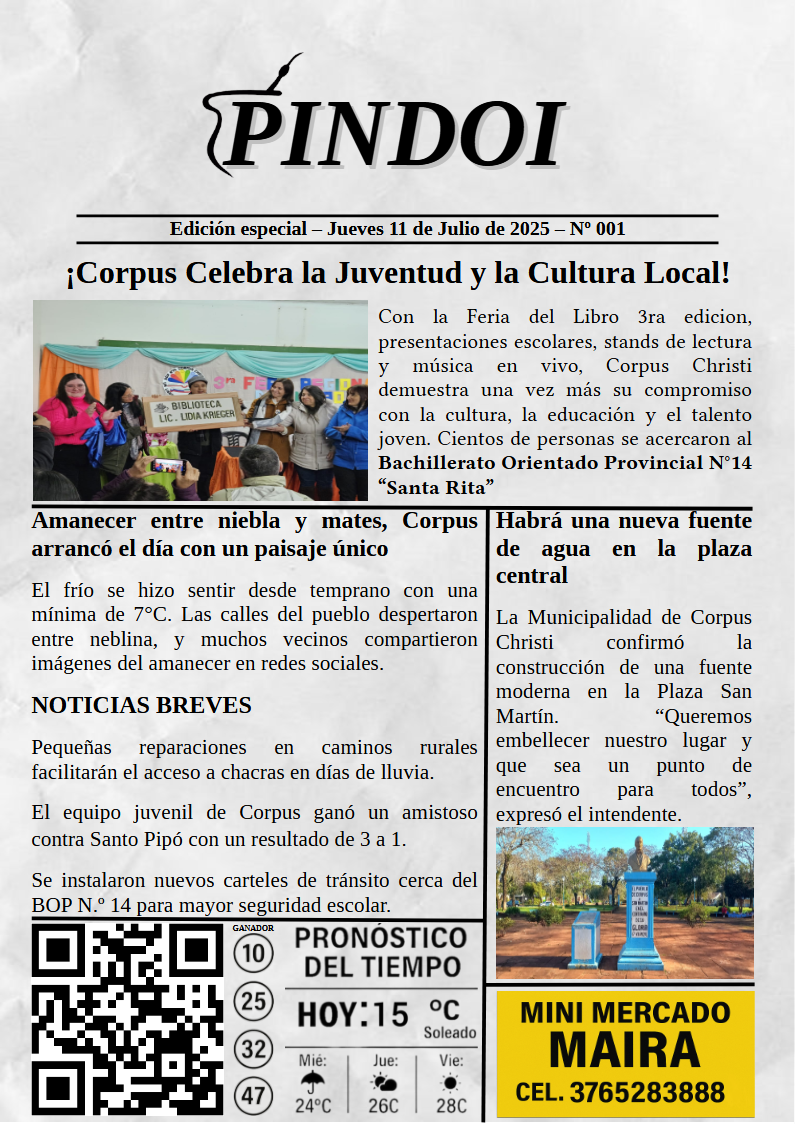 PINDOI
Edición especial – Jueves 11 de Julio de 2025 – Nº 001
¡Corpus Celebra la Juventud y la Cultura Local!
BIBLIOTECA
LIC. LIDIA KRIEGER
Con la Feria del Libro 3ra edicion,
presentaciones escolares, stands de lectura
y música en vivo, Corpus Christi
demuestra una vez más su compromiso
con la cultura, la educación y el talento
joven. Cientos de personas se acercaron al
Bachillerato Orientado Provincial N°14
“Santa Rita”
Amanecer entre niebla y mates, Corpus
arrancó el día con un paisaje único
El frío se hizo sentir desde temprano con una
mínima de 7°C. Las calles del pueblo despertaron
entre neblina, y muchos vecinos compartieron
imágenes del amanecer en redes sociales.
NOTICIAS BREVES
Pequeñas reparaciones en caminos rurales
facilitarán el acceso a chacras en días de lluvia.
El equipo juvenil de Corpus ganó un amistoso
contra Santo Pipó con un resultado de 3 a 1.
Se instalaron nuevos carteles de tránsito cerca del
BOP N.º 14 para mayor seguridad escolar.
Habrá una nueva fuente
de agua en la plaza
central
La Municipalidad de Corpus
Christi confirmó la
construcción de una fuente
moderna en la Plaza San
Martín. “Queremos
embellecer nuestro lugar y
que sea un punto de
encuentro para todos”,
expresó el intendente.
GLORIA
GANADOR
10
25
32
47
PRONÓSTICO
DEL TIEMPO
HOY:15 °C
Soleado
Mié: Jue: Vie:
24°C 26C 28C
MINI MERCADO
MAIRA
CEL. 3765283888